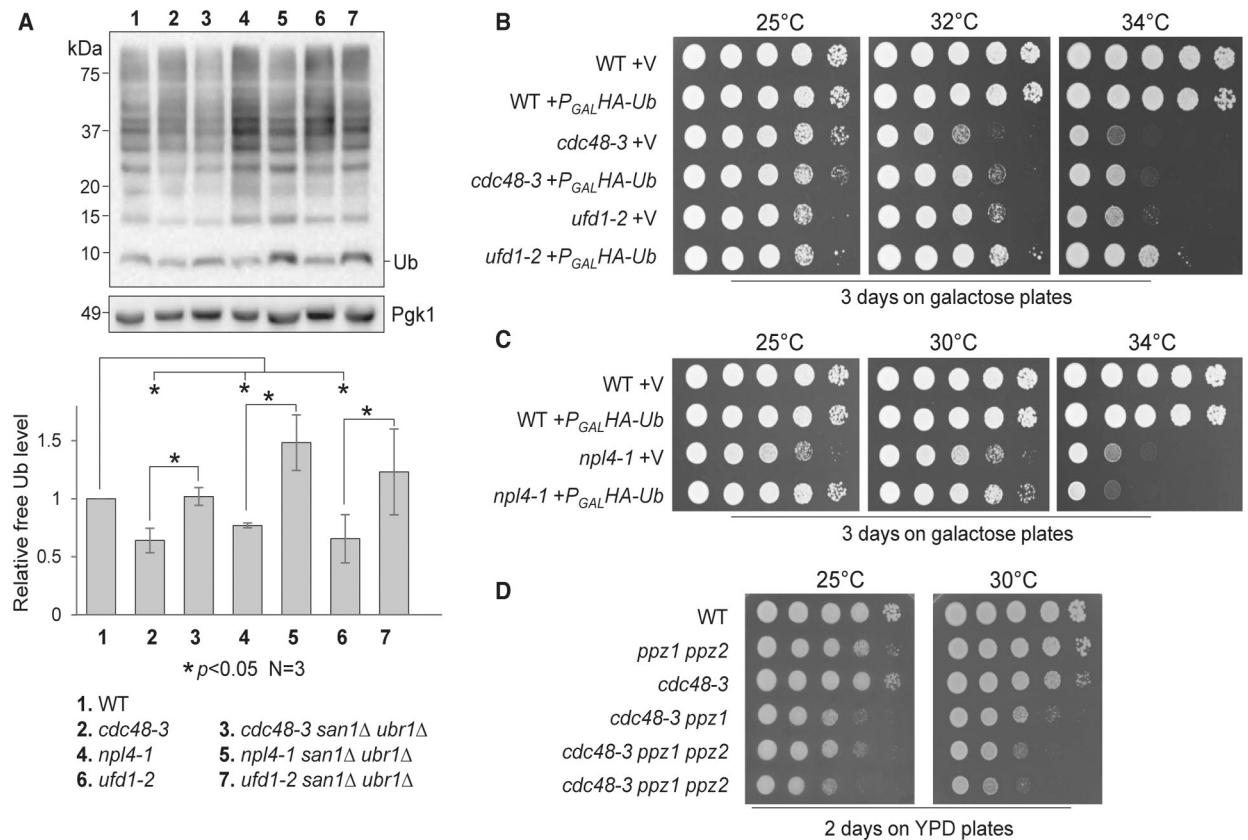 A
1 2 3 4 5 6 7
kDa
75
37
20
15
10
Ub
49
Pgk1
Relative free Ub level
1.5
1
0.5
0
* * *
* * *
1 2 3 4 5 6 7
* p<0.05 N=3
1. WT
2. cdc48-3 3. cdc48-3 san1Δ ubr1Δ
4. npl4-1 5. npl4-1 san1Δ ubr1Δ
6. ufd1-2 7. ufd1-2 san1Δ ubr1Δ
B
25°C 32°C 34°C
WT +V
WT +PGALHA-Ub
cdc48-3 +V
cdc48-3 +PGALHA-Ub
ufd1-2 +V
ufd1-2 +PGALHA-Ub
3 days on galactose plates
C
25°C 30°C 34°C
WT +V
WT +PGALHA-Ub
npl4-1 +V
npl4-1 +PGALHA-Ub
3 days on galactose plates
D
25°C 30°C
WT
ppz1 ppz2
cdc48-3
cdc48-3 ppz1
cdc48-3 ppz1 ppz2
cdc48-3 ppz1 ppz2
2 days on YPD plates